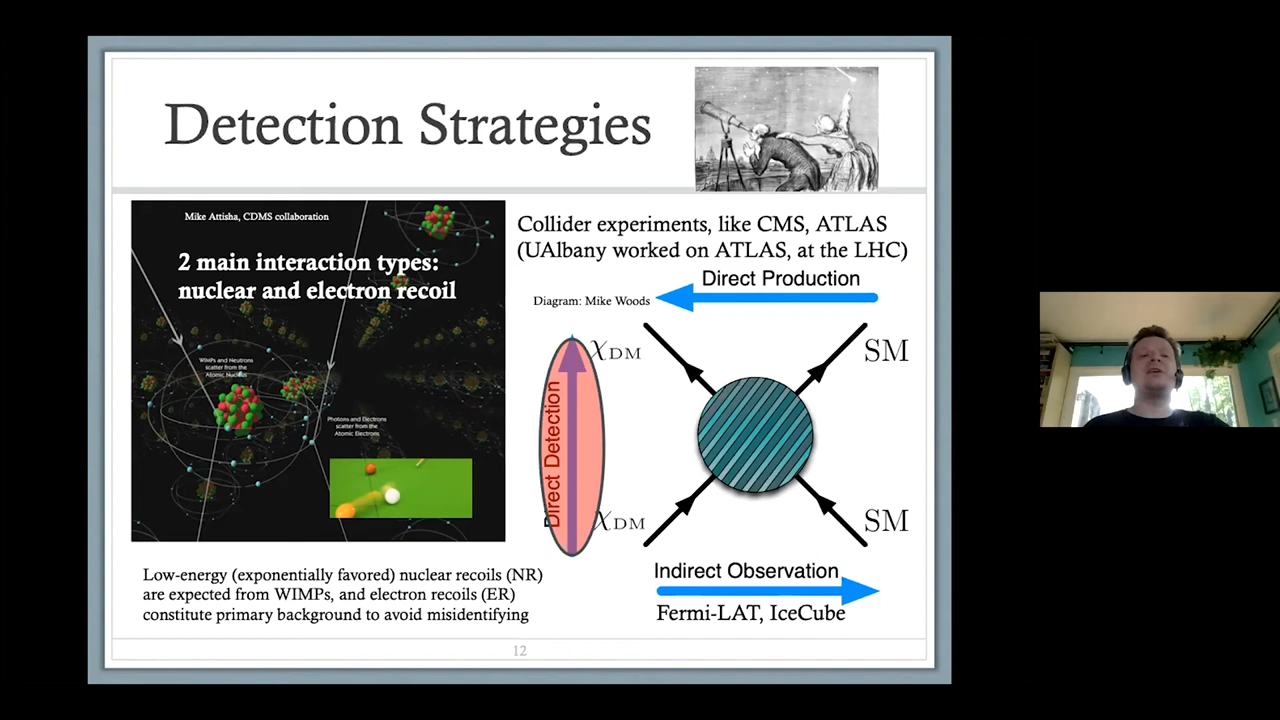 Detection Strategies
Mike Attisha, CDMS collaboration
2 main interaction types:
nuclear and electron recoil
WIMPs and Neutrons
scatter from the
Atomic Nucleus
Photons and Electrons
scatter from the
Atomic Electrons
Low-energy (exponentially favored) nuclear recoils (NR)
are expected from WIMPs, and electron recoils (ER)
constitute primary background to avoid misidentifying
Collider experiments, like CMS, ATLAS
(UAlbany worked on ATLAS, at the LHC)
Direct Production
Diagram: Mike Woods
χDM
SM
Direct Detection
χDM
SM
Indirect Observation
Fermi-LAT, IceCube
12